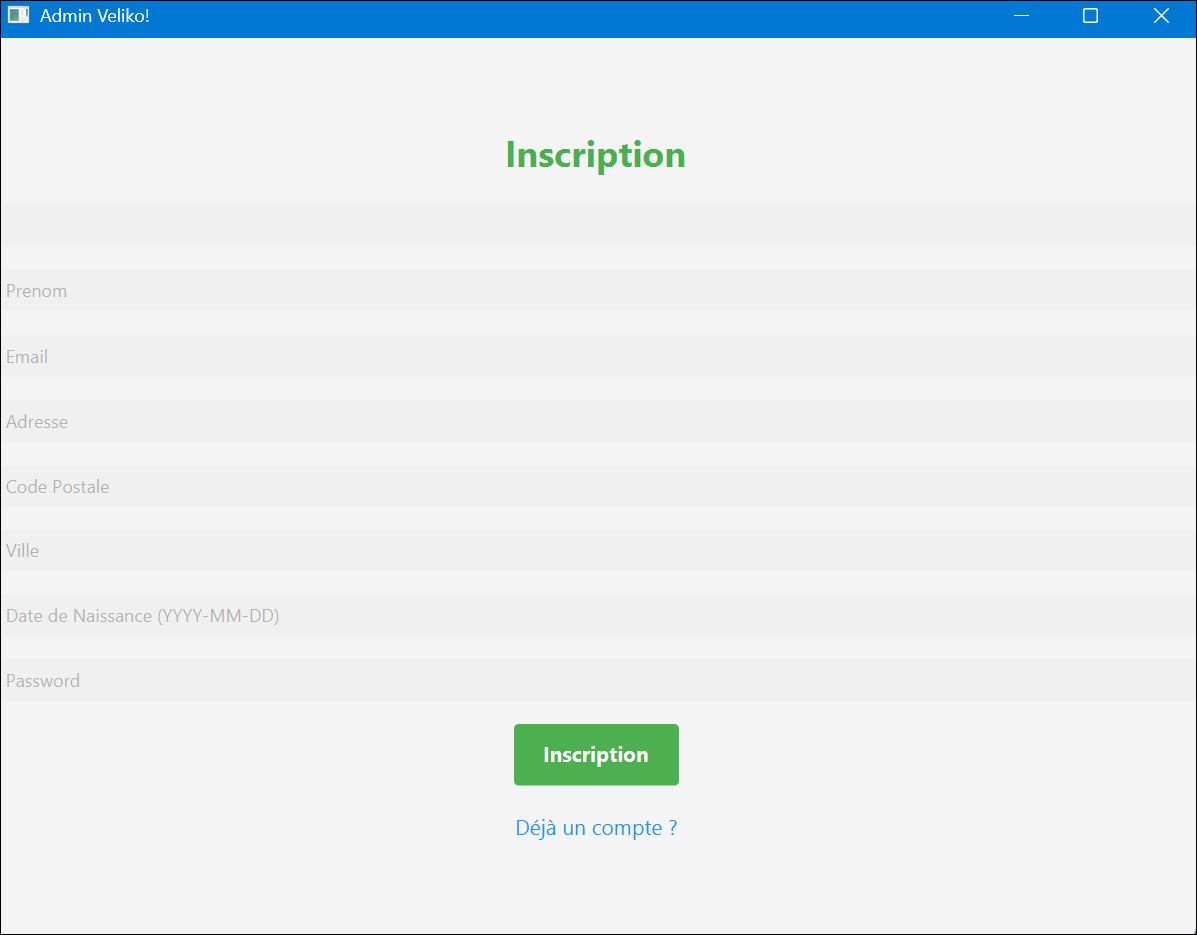 Admin Veliko!
Inscription
Prenom
Email
Adresse
Code Postale
Ville
Date de Naissance (YYYY-MM-DD)
Password
Inscription
Déjà un compte ?